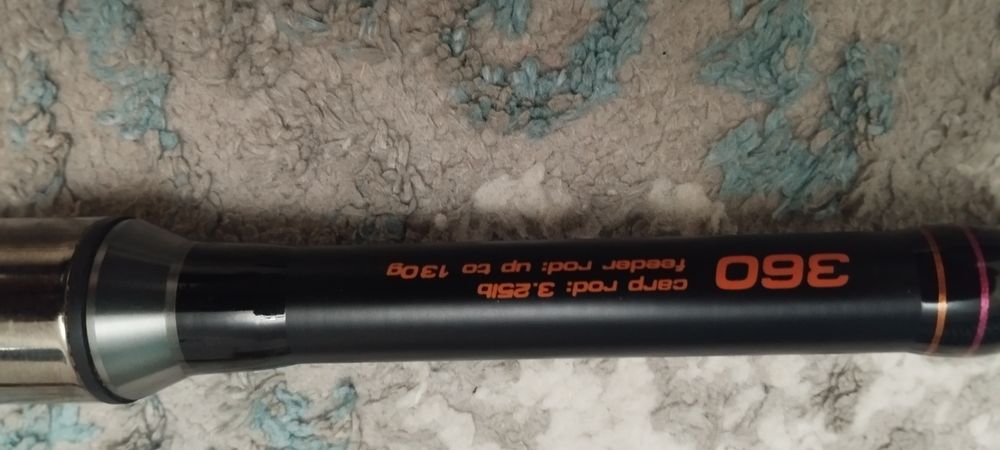 360
carp rod: 3.25lb
feeder rod: up to 130g